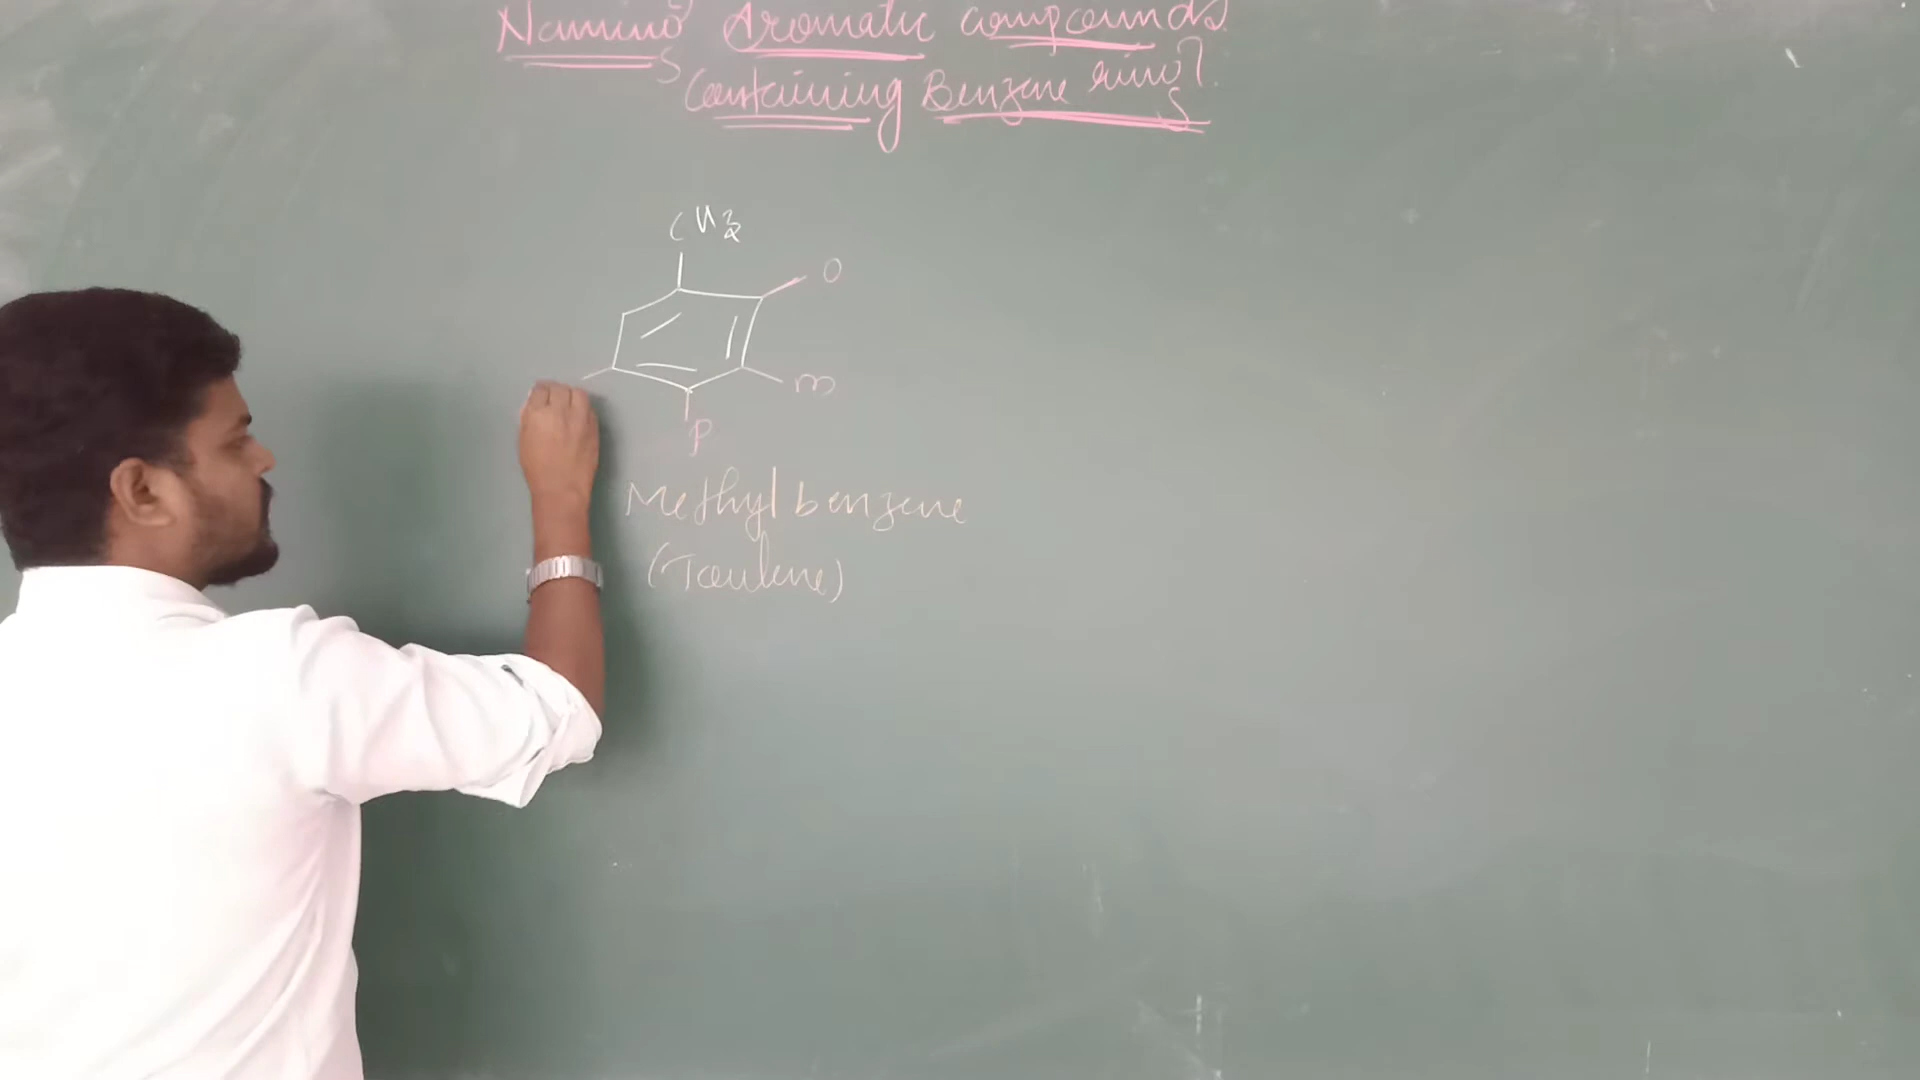 Naming Aromatic compounds
Containing Benzene ring.
CH3
O
m
P
Methyl benzene
(Toulene)